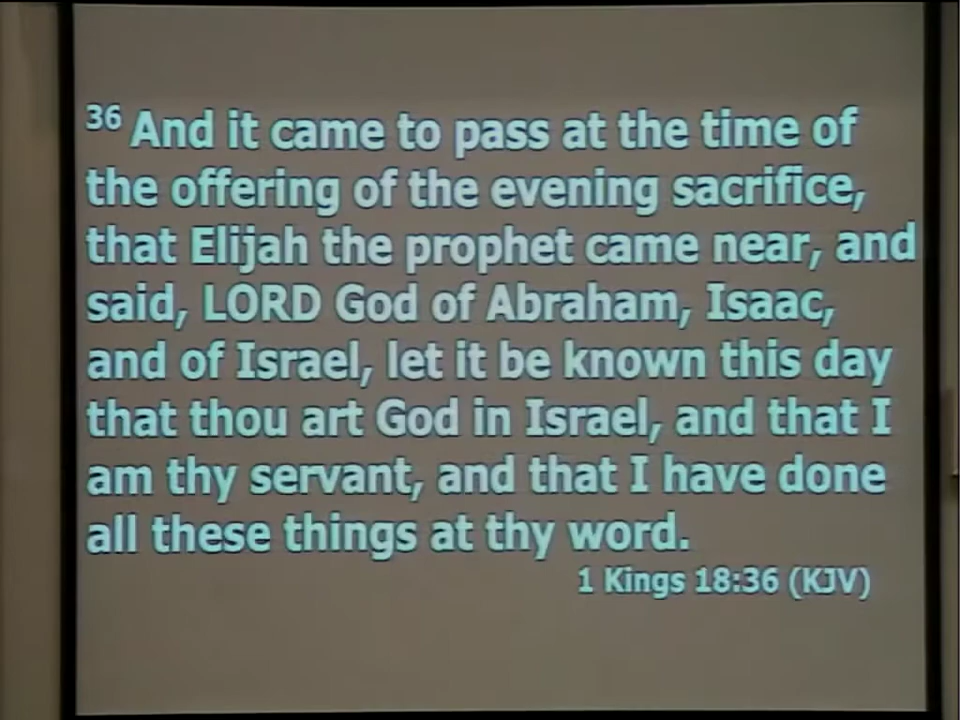 36 And it came to pass at the time of
the offering of the evening sacrifice,
that Elijah the prophet came near, and
said, LORD God of Abraham, Isaac,
and of Israel, let it be known this day
that thou art God in Israel, and that I
am thy servant, and that I have done
all these things at thy word.
1 Kings 18:36 (KJV)